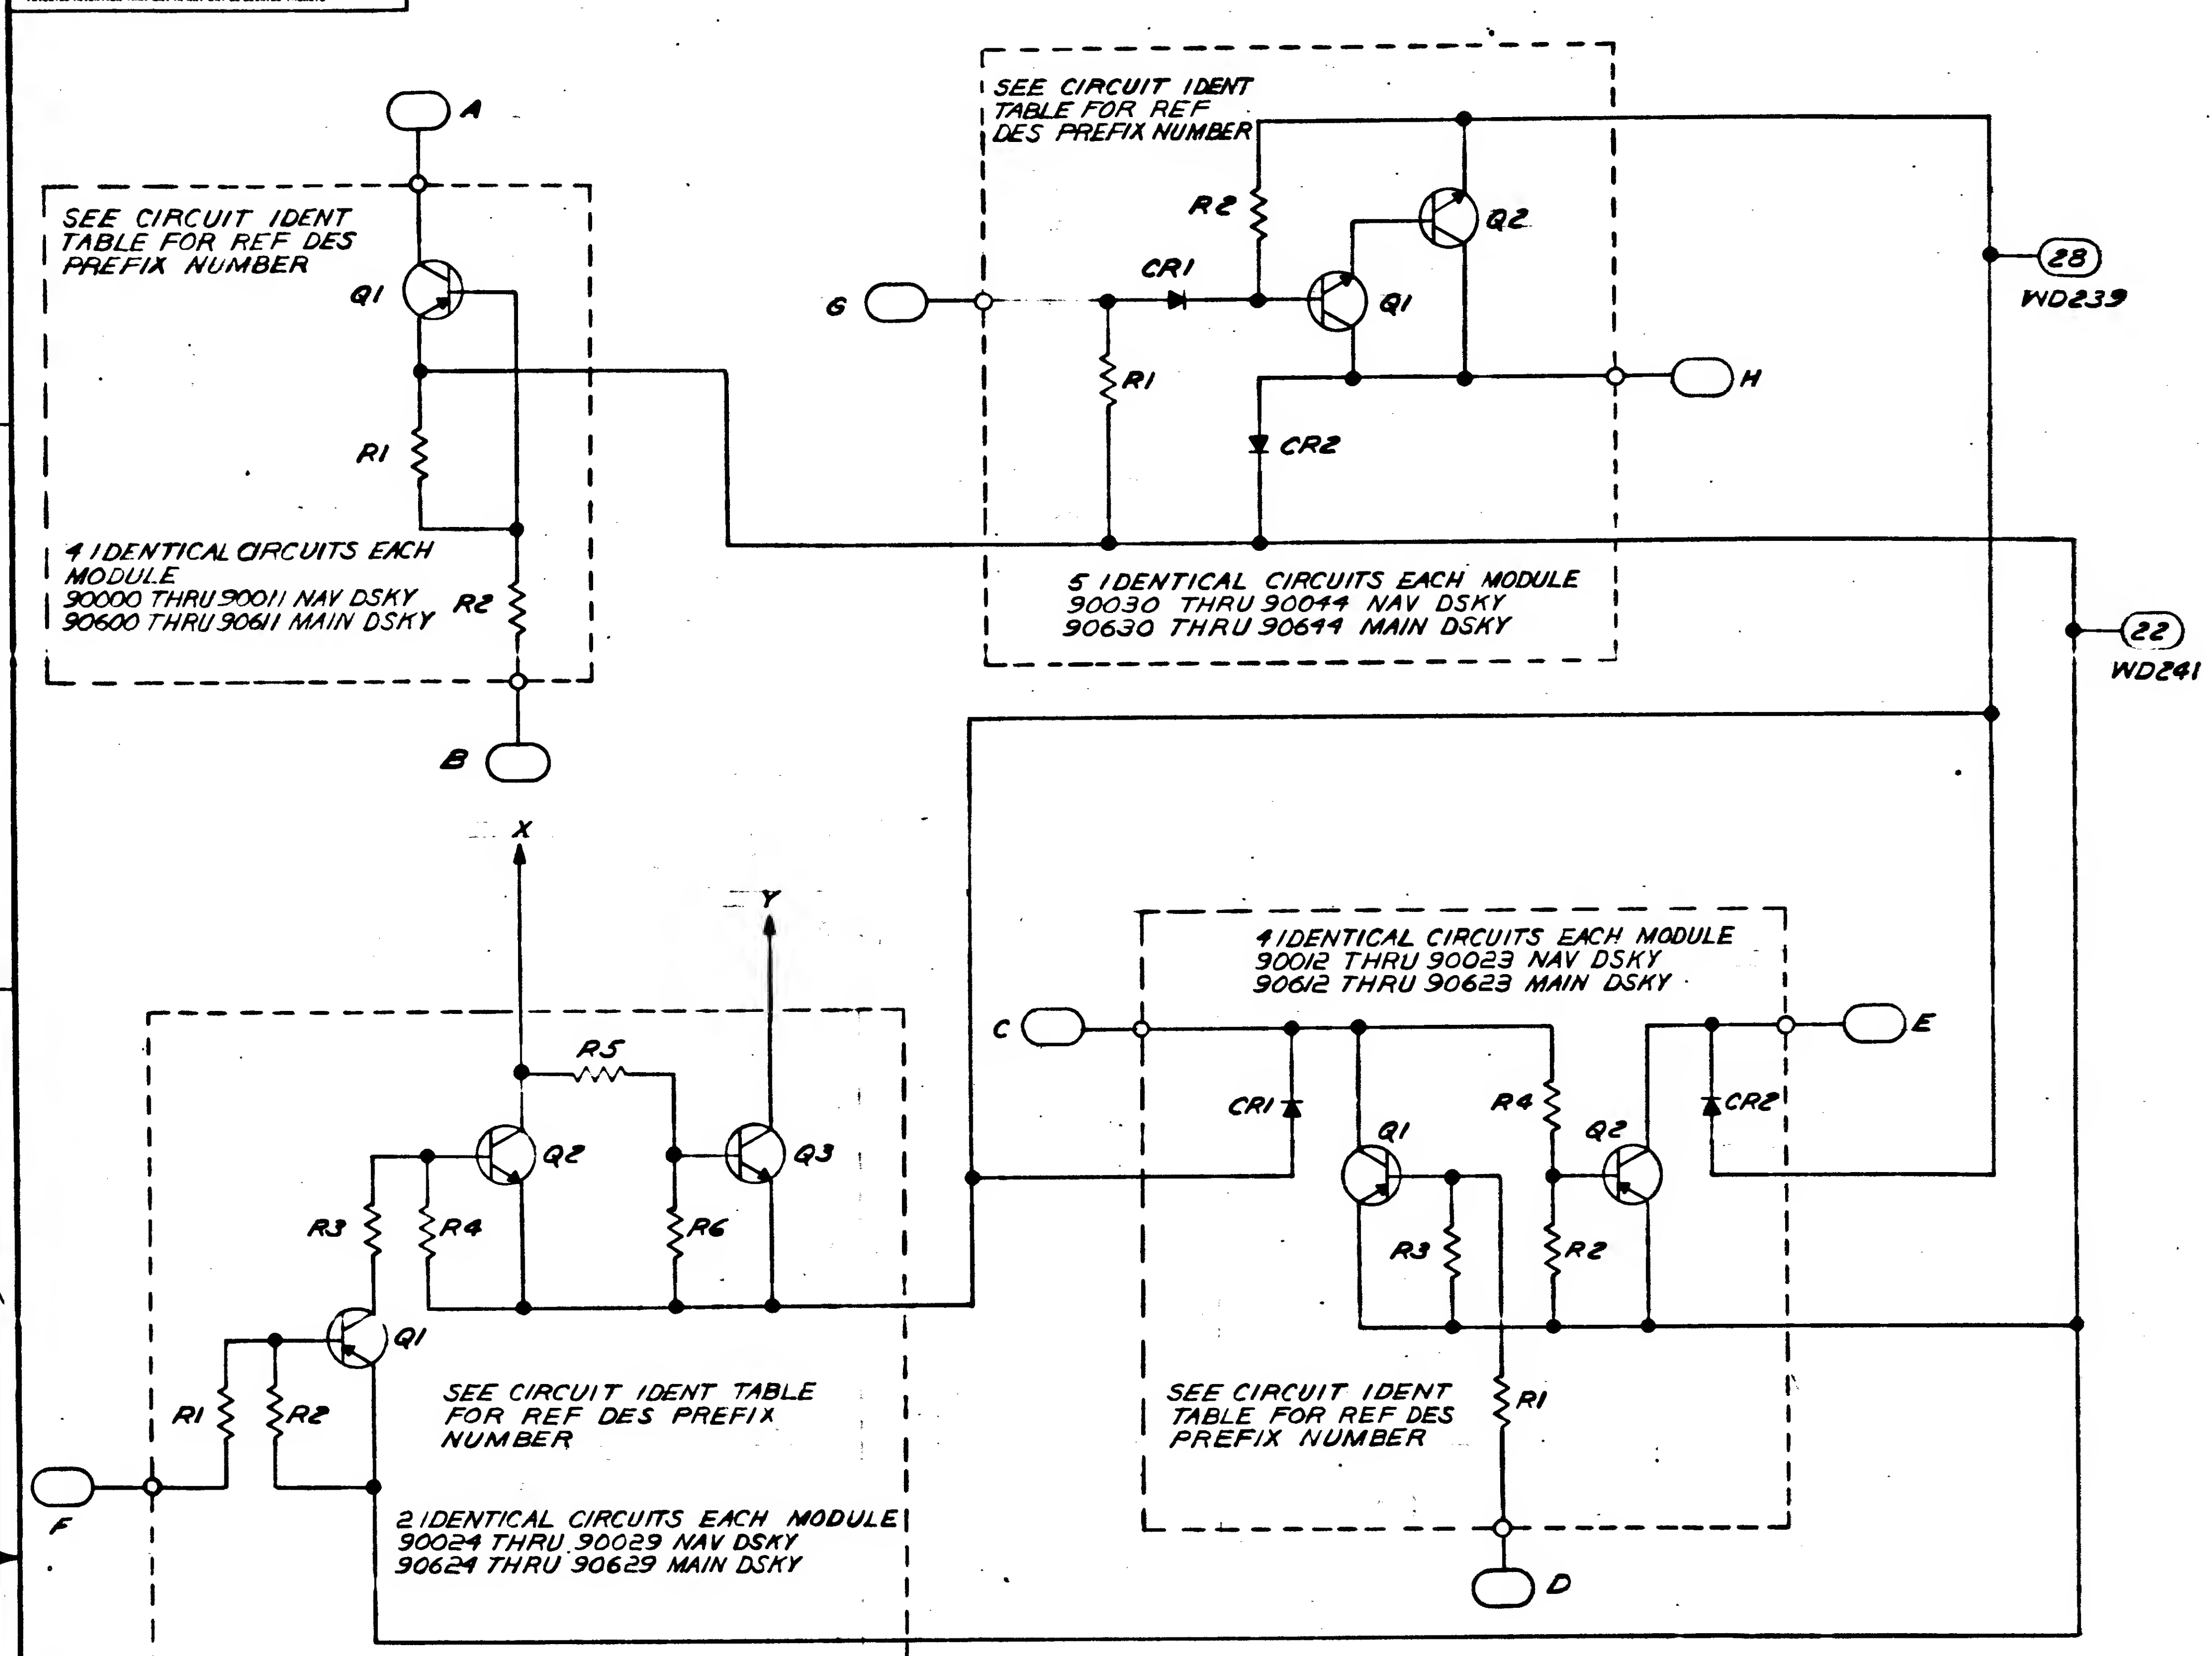 A
SEE CIRCUIT IDENT
TABLE FOR REF DES
PREFIX NUMBER
Q1
R1
4 IDENTICAL CIRCUITS EACH
MODULE
90000 THRU 90011 NAV DSKY
90600 THRU 90611 MAIN DSKY
R2
B
SEE CIRCUIT IDENT
TABLE FOR REF
DES PREFIX NUMBER
R2
Q2
CR1
G
Q1
R1
H
CR2
5 IDENTICAL CIRCUITS EACH MODULE
90030 THRU 90044 NAV DSKY
90630 THRU 90644 MAIN DSKY
28
WD239
22
WD241
X
Y
R5
Q2
Q3
R3
R4
R6
Q1
R1
R2
SEE CIRCUIT IDENT TABLE
FOR REF DES PREFIX
NUMBER
F
2 IDENTICAL CIRCUITS EACH MODULE
90024 THRU 90029 NAV DSKY
90624 THRU 90629 MAIN DSKY
4 IDENTICAL CIRCUITS EACH MODULE
90012 THRU 90023 NAV DSKY
90612 THRU 90623 MAIN DSKY
C
E
CR1
R4
CR2
Q1
Q2
R3
R2
SEE CIRCUIT IDENT
TABLE FOR REF DES
PREFIX NUMBER
R1
D